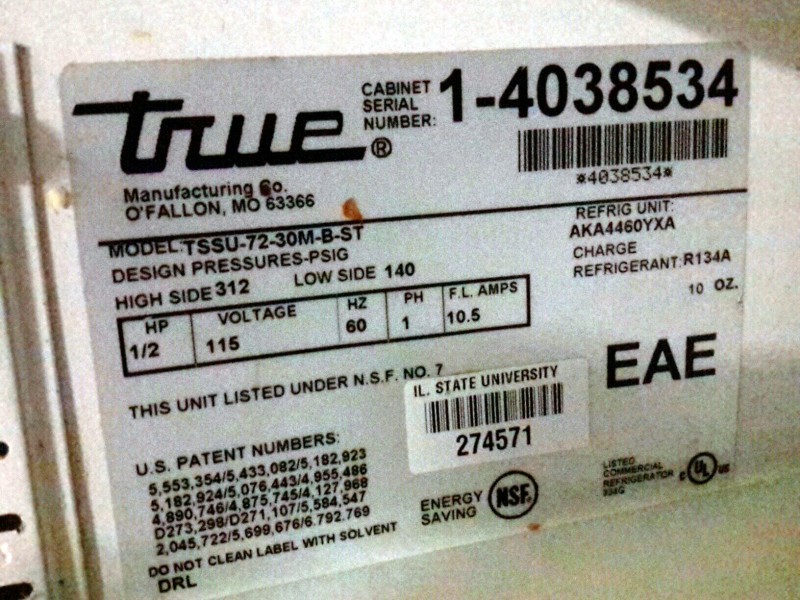 true®
CABINET
SERIAL
NUMBER: 1-4038534
*4038534*
Manufacturing Co.
O'FALLON, MO 63366
MODEL: TSSU-72-30M-B-ST
DESIGN PRESSURES-PSIG
HIGH SIDE 312 LOW SIDE 140
REFRIG UNIT:
AKA4460YXA
CHARGE
REFRIGERANT: R134A
10 OZ.
HP VOLTAGE HZ PH F.L. AMPS
1/2 115 60 1 10.5
THIS UNIT LISTED UNDER N.S.F. NO. 7
EAE
IL. STATE UNIVERSITY
274571
U.S. PATENT NUMBERS:
5,553,354/5,433,082/5,182,923
5,182,924/5,076,443/4,955,486
4,890,746/4,875,745/4,127,968
D273,298/D271,107/5,584,547
2,045,722/5,699,676/6.792.769
DO NOT CLEAN LABEL WITH SOLVENT
DRL
ENERGY
SAVING
NSF®
LISTED
COMMERCIAL
REFRIGERATOR
C UL US